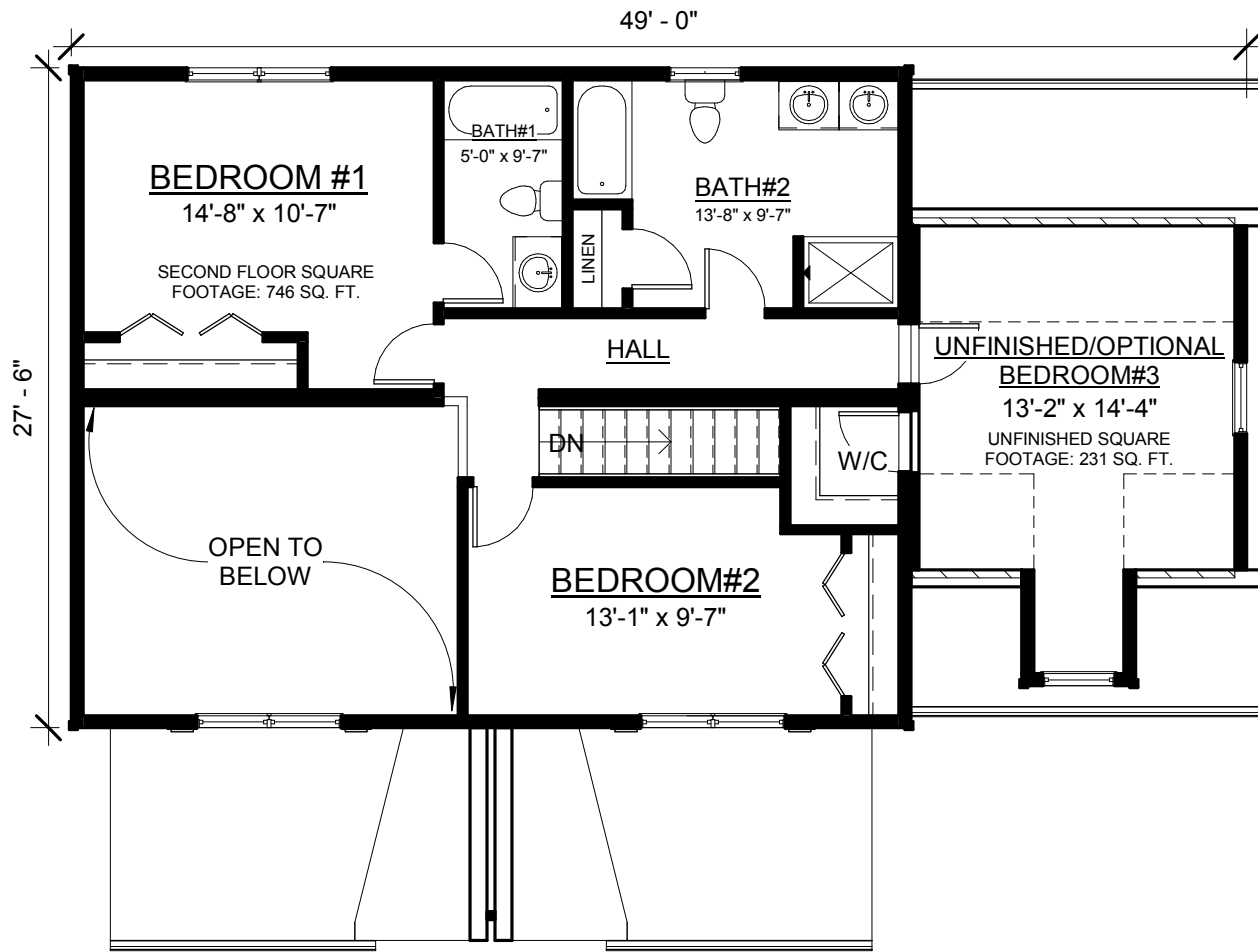 49' - 0"
27' - 6"
BEDROOM #1
14'-8" x 10'-7"
SECOND FLOOR SQUARE
FOOTAGE: 746 SQ. FT.
BATH#1
5'-0" x 9'-7"
BATH#2
13'-8" x 9'-7"
LINEN
HALL
UNFINISHED/OPTIONAL
BEDROOM#3
13'-2" x 14'-4"
UNFINISHED SQUARE
FOOTAGE: 231 SQ. FT.
DN
W/C
OPEN TO
BELOW
BEDROOM#2
13'-1" x 9'-7"